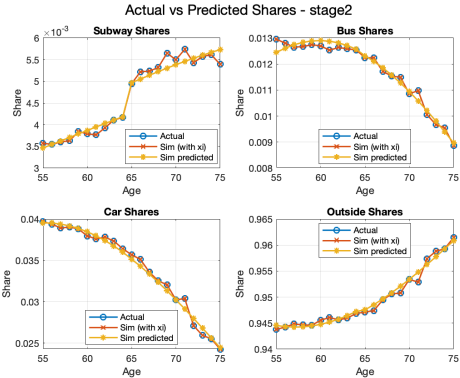 Actual vs Predicted Shares - stage2
Subway Shares
× 10⁻³
6
5.5
5
4.5
4
3.5
3
Share
55 60 65 70 75
Age
Actual
Sim (with xi)
Sim predicted
Bus Shares
0.013
0.012
0.011
0.01
0.009
0.008
Share
55 60 65 70 75
Age
Actual
Sim (with xi)
Sim predicted
Car Shares
0.04
0.035
0.03
0.025
Share
55 60 65 70 75
Age
Actual
Sim (with xi)
Sim predicted
Outside Shares
0.965
0.96
0.955
0.95
0.945
0.94
Share
55 60 65 70 75
Age
Actual
Sim (with xi)
Sim predicted